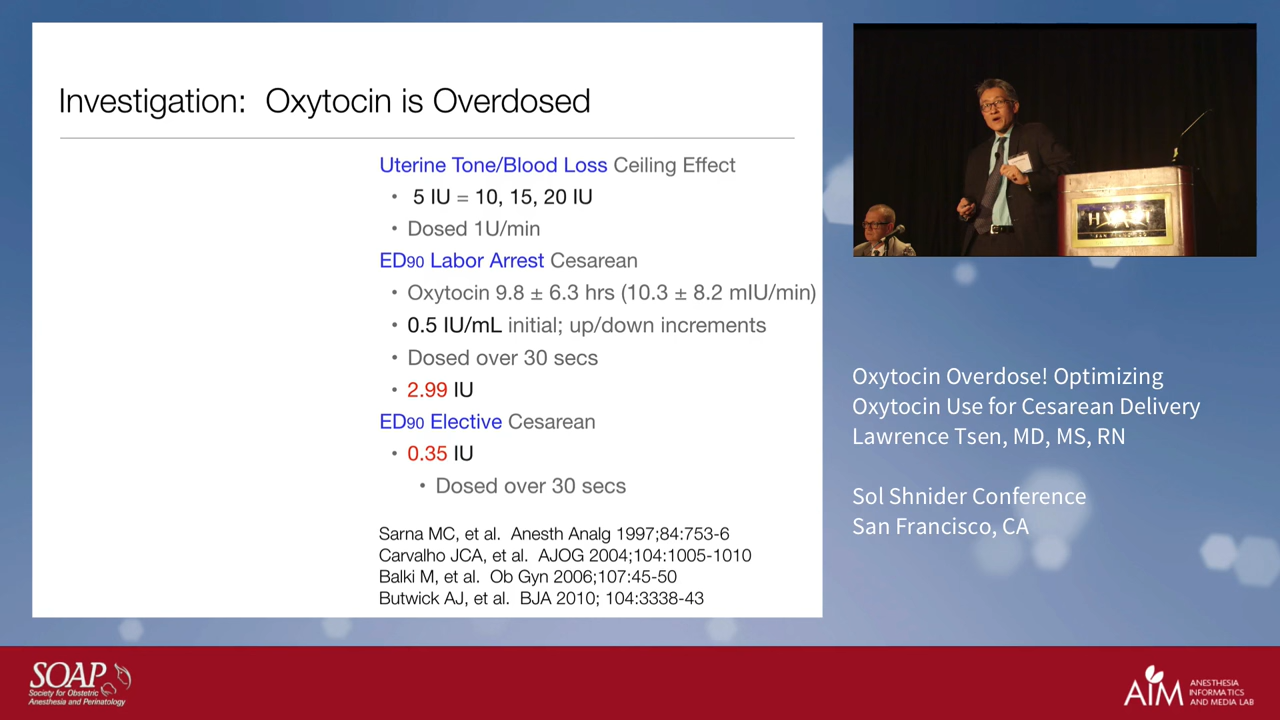 Investigation: Oxytocin is Overdosed
Uterine Tone/Blood Loss Ceiling Effect
• 5 IU = 10, 15, 20 IU
• Dosed 1U/min
ED90 Labor Arrest Cesarean
• Oxytocin 9.8 ± 6.3 hrs (10.3 ± 8.2 mIU/min)
• 0.5 IU/mL initial; up/down increments
• Dosed over 30 secs
• 2.99 IU
ED90 Elective Cesarean
• 0.35 IU
• Dosed over 30 secs
Sarna MC, et al. Anesth Analg 1997;84:753-6
Carvalho JCA, et al. AJOG 2004;104:1005-1010
Balki M, et al. Ob Gyn 2006;107:45-50
Butwick AJ, et al. BJA 2010; 104:3338-43
HYATT
Oxytocin Overdose! Optimizing
Oxytocin Use for Cesarean Delivery
Lawrence Tsen, MD, MS, RN
Sol Shnider Conference
San Francisco, CA
SOAP
Society for Obstetric
Anesthesia and Perinatology
AIM
ANESTHESIA
INFORMATICS
AND MEDIA LAB